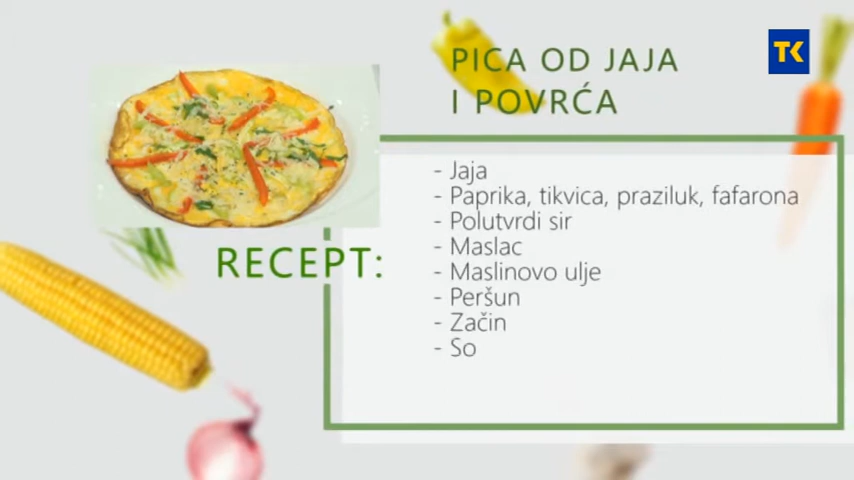 TK
PICA OD JAJA
I POVRĆA
- Jaja
- Paprika, tikvica, praziluk, fafarona
- Polutvrdi sir
- Maslac
- Maslinovo ulje
- Peršun
- Začin
- So
RECEPT: